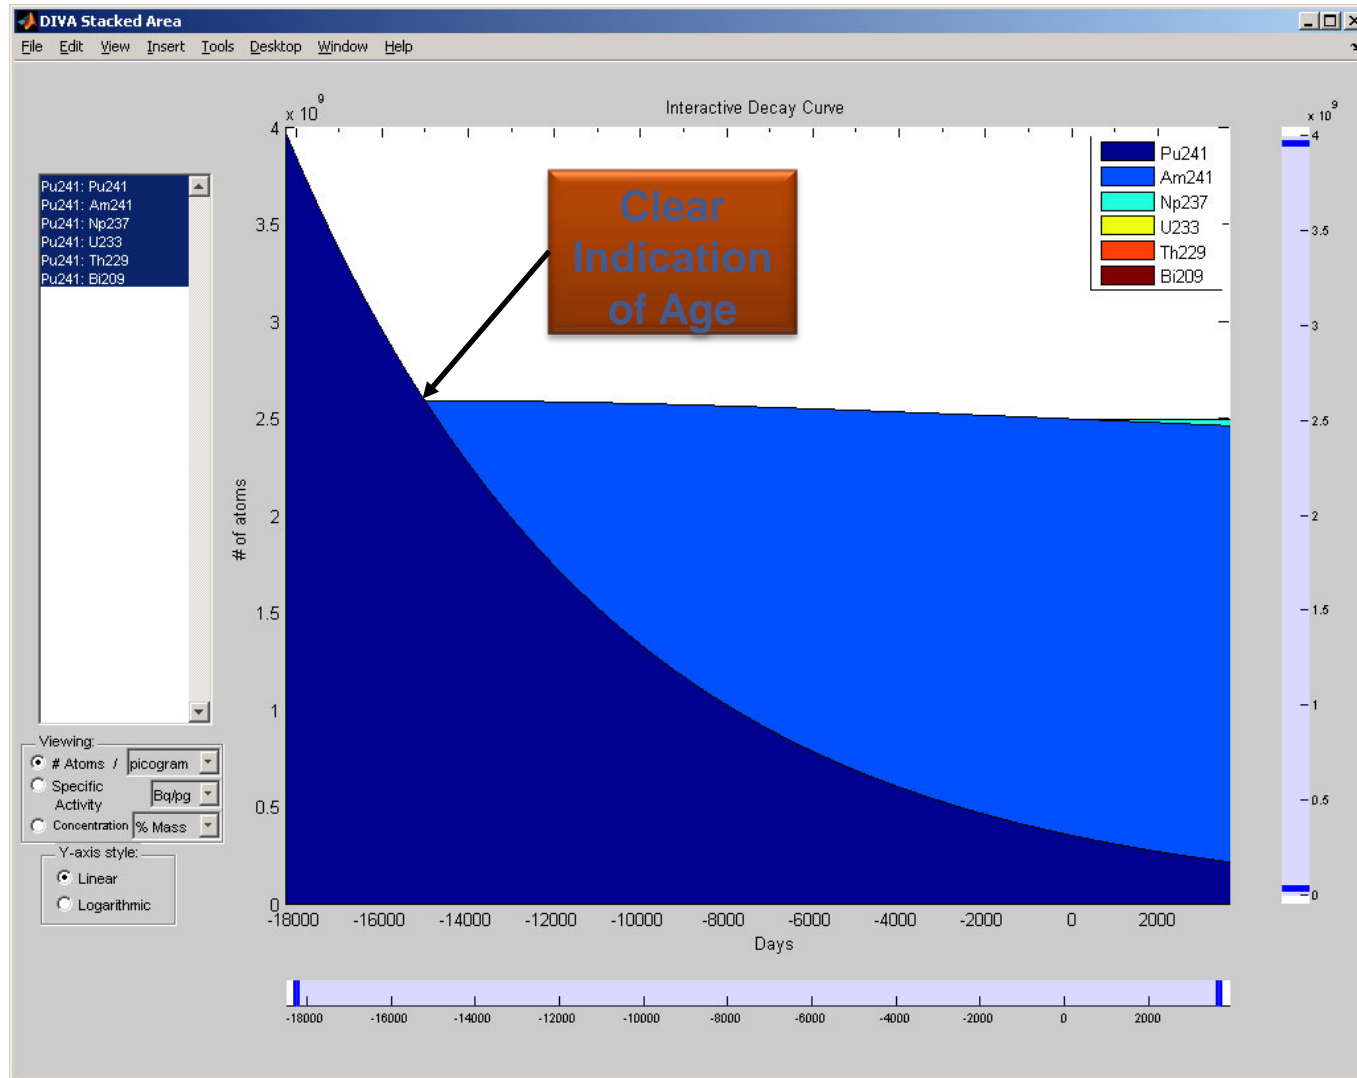 DIVA Stacked Area
File Edit View Insert Tools Desktop Window Help
Interactive Decay Curve
x 10^9
4
3.5
3
2.5
2
1.5
1
0.5
0
# of atoms
-18000 -16000 -14000 -12000 -10000 -8000 -6000 -4000 -2000 0 2000
Days
Clear
Indication
of Age
Pu241
Am241
Np237
U233
Th229
Bi209
x 10^9
4
3.5
3
2.5
2
1.5
1
0.5
0
Pu241: Pu241
Pu241: Am241
Pu241: Np237
Pu241: U233
Pu241: Th229
Pu241: Bi209
Viewing:
# Atoms / picogram
Specific
Activity Bq/pg
Concentration % Mass
Y-axis style:
Linear
Logarithmic
-18000 -16000 -14000 -12000 -10000 -8000 -6000 -4000 -2000 0 2000